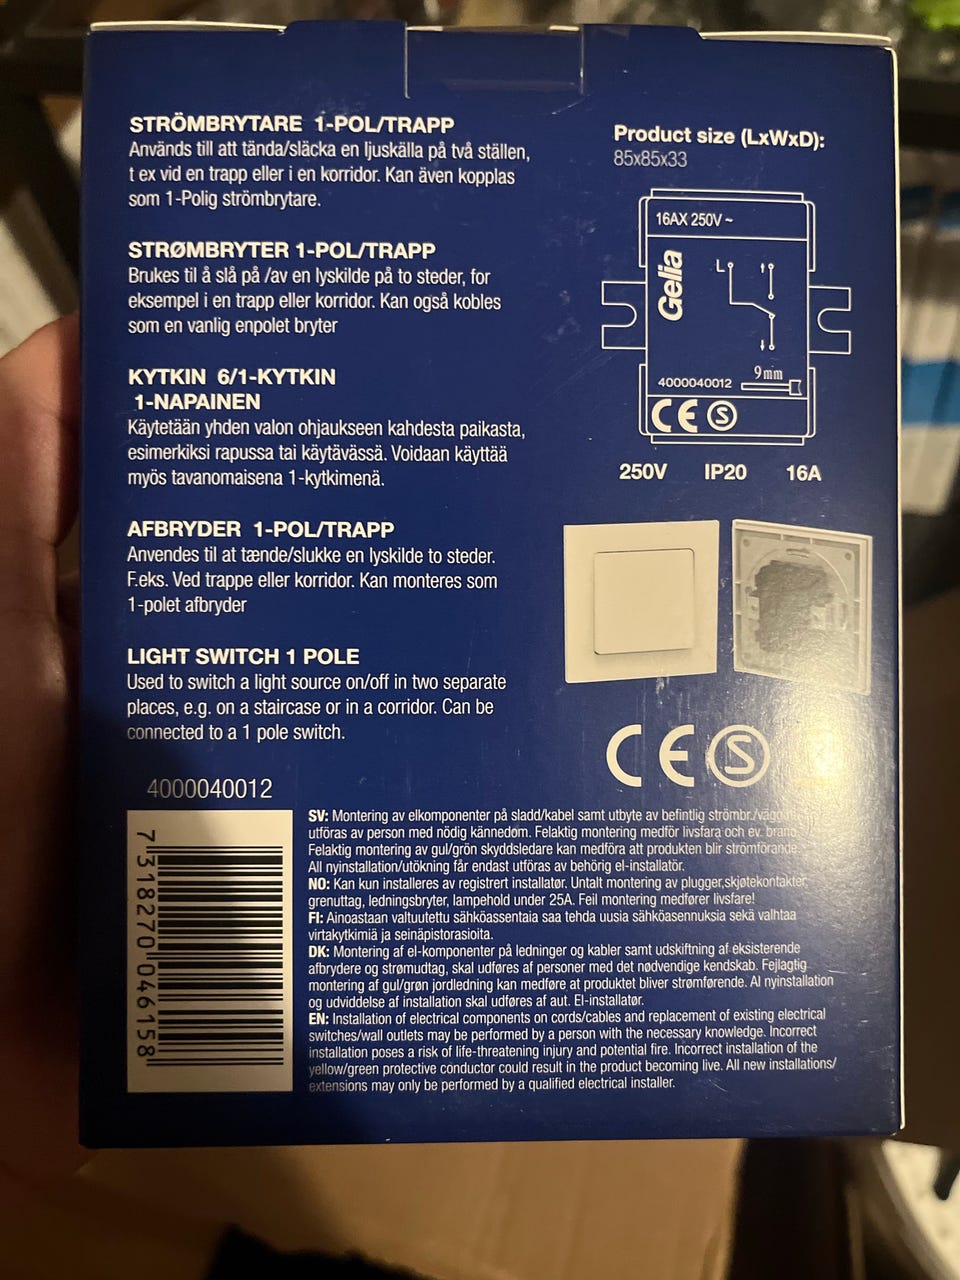 STRÖMBRYTARE 1-POL/TRAPP
Används till att tända/släcka en ljuskälla på två ställen,
t ex vid en trapp eller i en korridor. Kan även kopplas
som 1-Polig strömbrytare.
STRØMBRYTER 1-POL/TRAPP
Brukes til å slå på /av en lyskilde på to steder, for
eksempel i en trapp eller korridor. Kan også kobles
som en vanlig enpolet bryter
KYTKIN 6/1-KYTKIN
1-NAPAINEN
Käytetään yhden valon ohjaukseen kahdesta paikasta,
esimerkiksi rapussa tai käytävässä. Voidaan käyttää
myös tavanomaisena 1-kytkimenä.
AFBRYDER 1-POL/TRAPP
Anvendes til at tænde/slukke en lyskilde to steder.
F.eks. Ved trappe eller korridor. Kan monteres som
1-polet afbryder
LIGHT SWITCH 1 POLE
Used to switch a light source on/off in two separate
places, e.g. on a staircase or in a corridor. Can be
connected to a 1 pole switch.
Product size (LxWxD):
85x85x33
16AX 250V ~
Gelia
L
9mm
4000040012
CE S
250V IP20 16A
CE S
4000040012
7 318270 046158
SV: Montering av elkomponenter på sladd/kabel samt utbyte av befintlig strömbr./
utföras av person med nödig kännedom. Felaktig montering medför livsfara och ev. brand
Felaktig montering av gul/grön skyddsledare kan medföra att produkten blir strömförande.
All nyinstallation/utökning får endast utföras av behörig el-installatör.
NO: Kan kun installeres av registrert installatør. Untalt montering av plugger,skjøtekontakter,
grenuttag, ledningsbryter, lampehold under 25A. Feil montering medfører livsfare!
FI: Ainoastaan valtuutettu sähköassentaia saa tehda uusia sähköasennuksia sekä valhtaa
virtakytkimiä ja seinäpistorasioita.
DK: Montering af el-komponenter på ledninger og kabler samt udskiftning af eksisterende
afbrydere og strømudtag, skal udføres af personer med det nødvendige kendskab. Fejlagtig
montering af gul/grøn jordledning kan medføre at produktet bliver strømførende. Al nyinstallation
og udviddelse af installation skal udføres af aut. El-installatør.
EN: Installation of electrical components on cords/cables and replacement of existing electrical
switches/wall outlets may be performed by a person with the necessary knowledge. Incorrect
installation poses a risk of life-threatening injury and potential fire. Incorrect installation of the
yellow/green protective conductor could result in the product becoming live. All new installations/
extensions may only be performed by a qualified electrical installer.